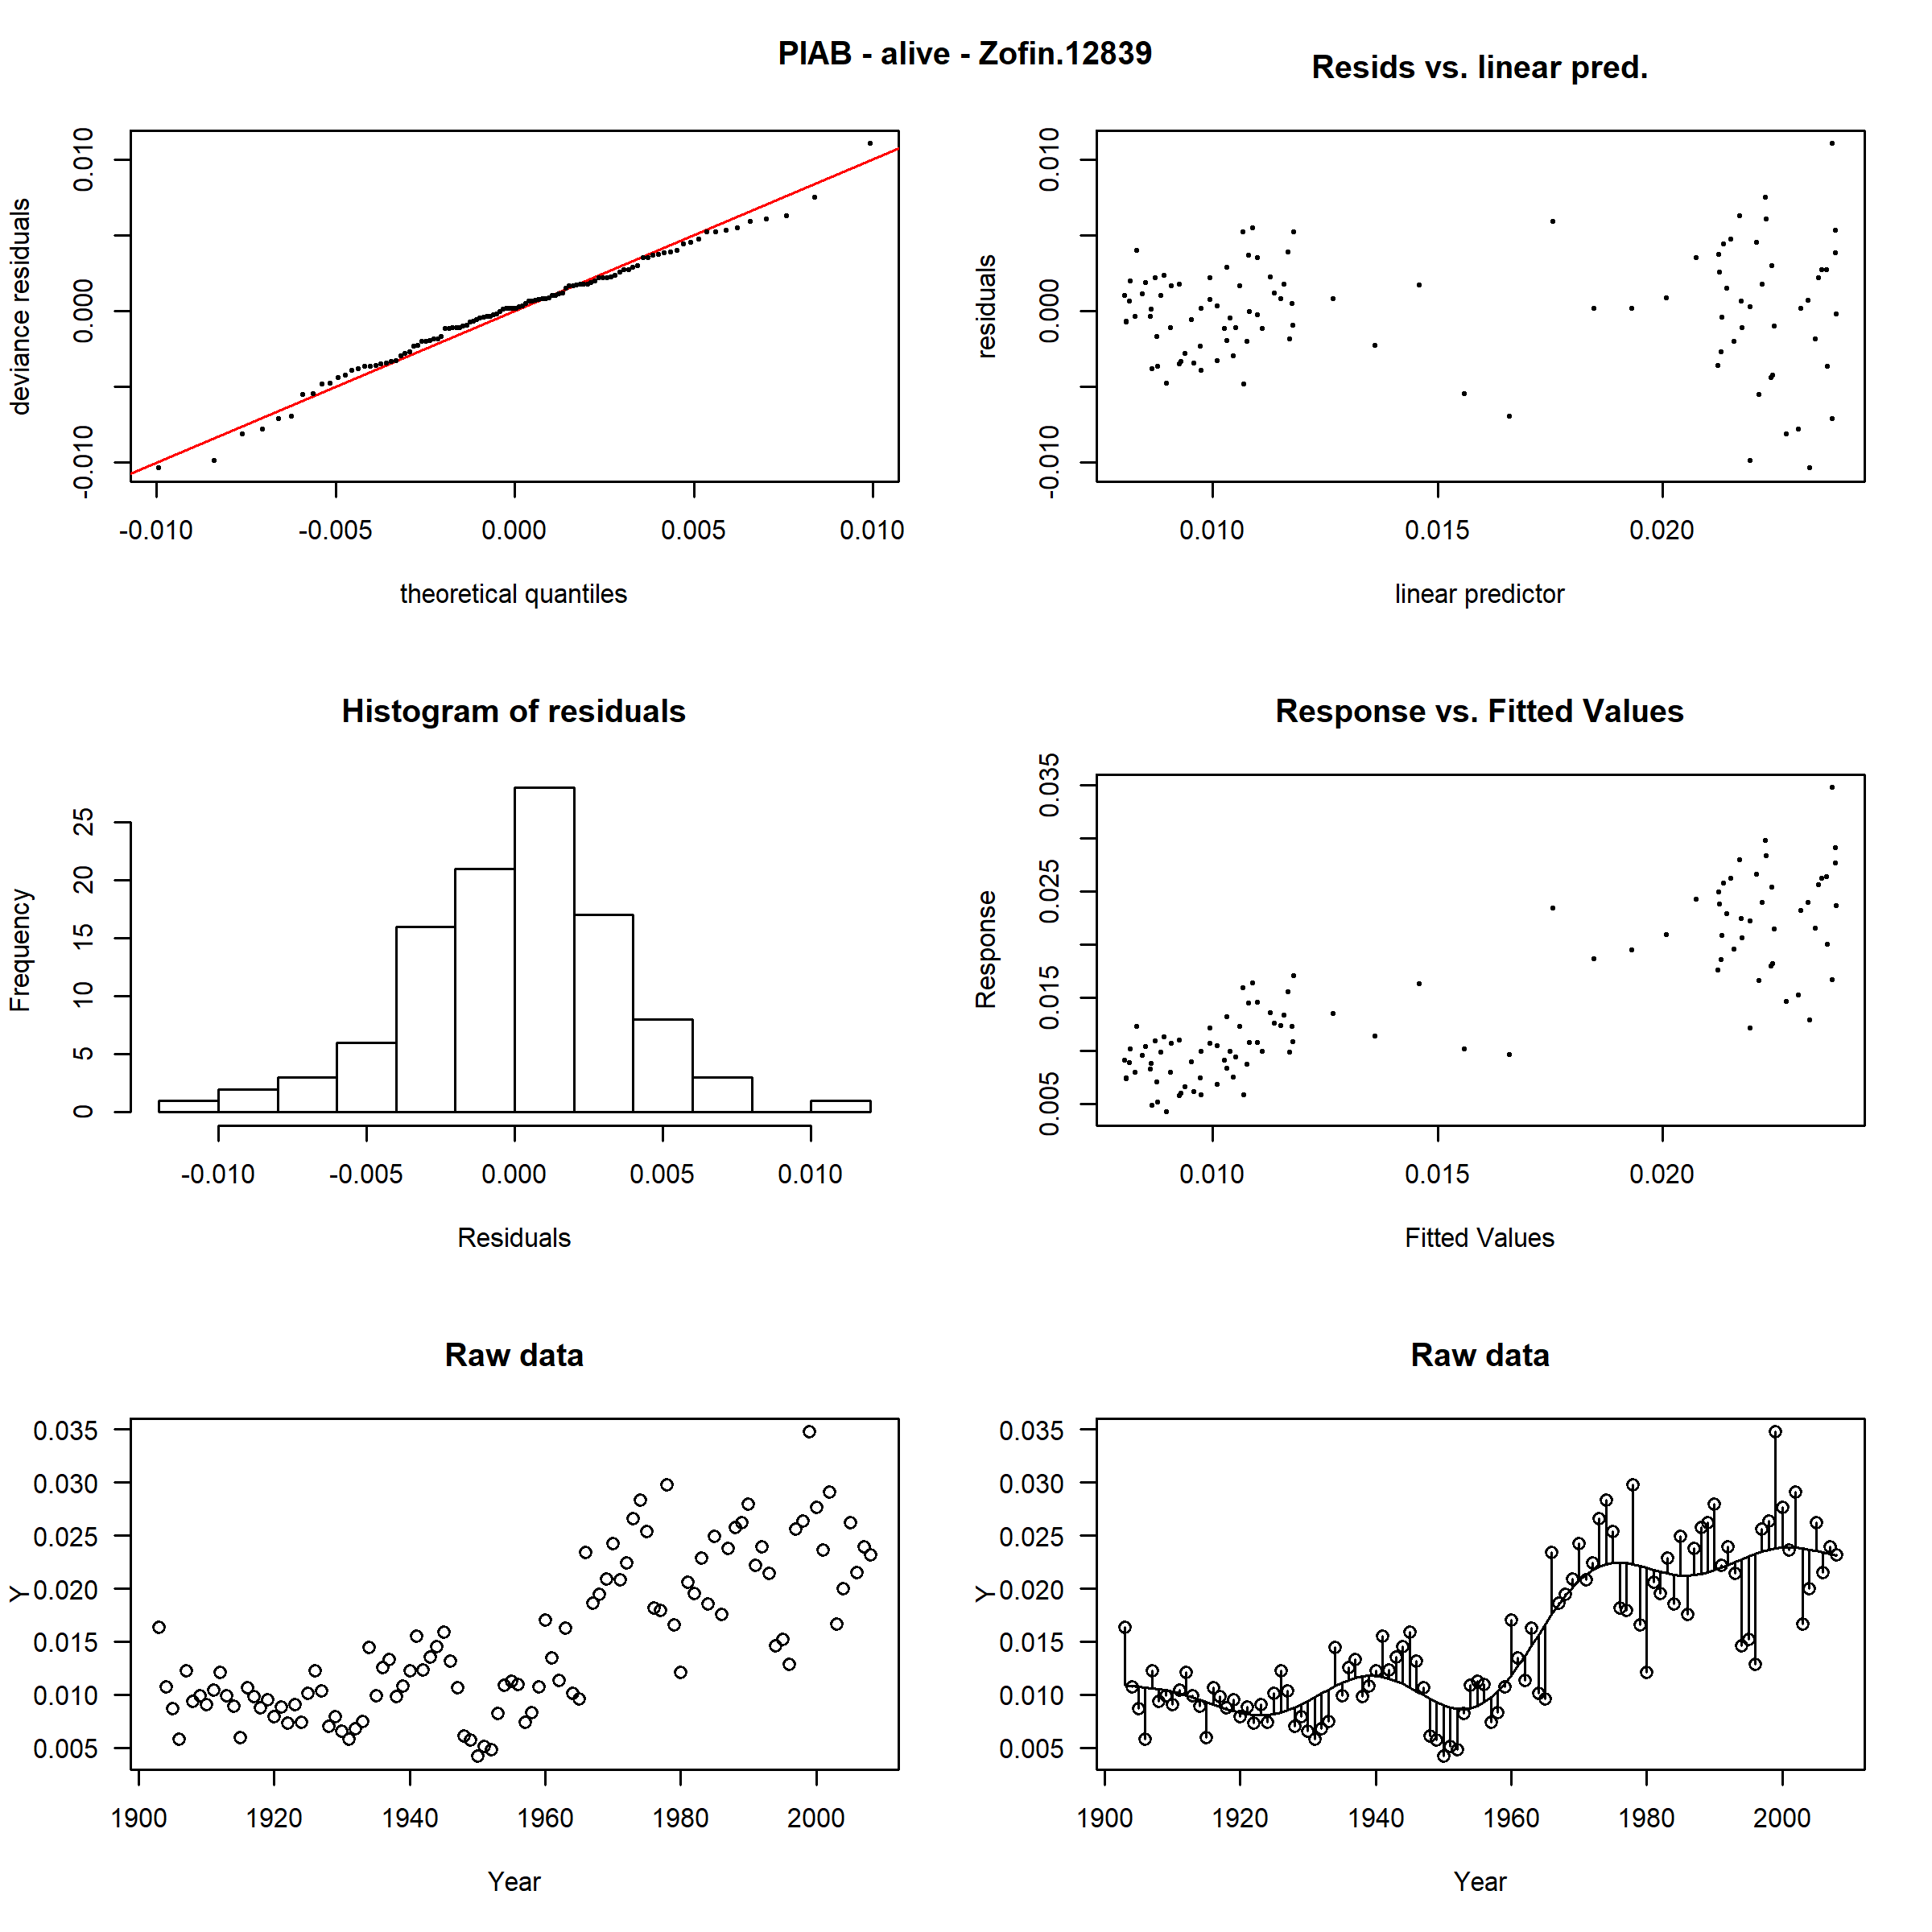 PIAB - alive - Zofin.12839
Resids vs. linear pred.
deviance residuals
0.010
0.000
-0.010
-0.010 -0.005 0.000 0.005 0.010
theoretical quantiles
residuals
0.010
0.000
-0.010
0.010 0.015 0.020
linear predictor
Histogram of residuals
Frequency
25
20
15
10
5
0
-0.010 -0.005 0.000 0.005 0.010
Residuals
Response vs. Fitted Values
Response
0.035
0.025
0.015
0.005
0.010 0.015 0.020
Fitted Values
Raw data
Y
0.035
0.030
0.025
0.020
0.015
0.010
0.005
1900 1920 1940 1960 1980 2000
Year
Raw data
Y
0.035
0.030
0.025
0.020
0.015
0.010
0.005
1900 1920 1940 1960 1980 2000
Year